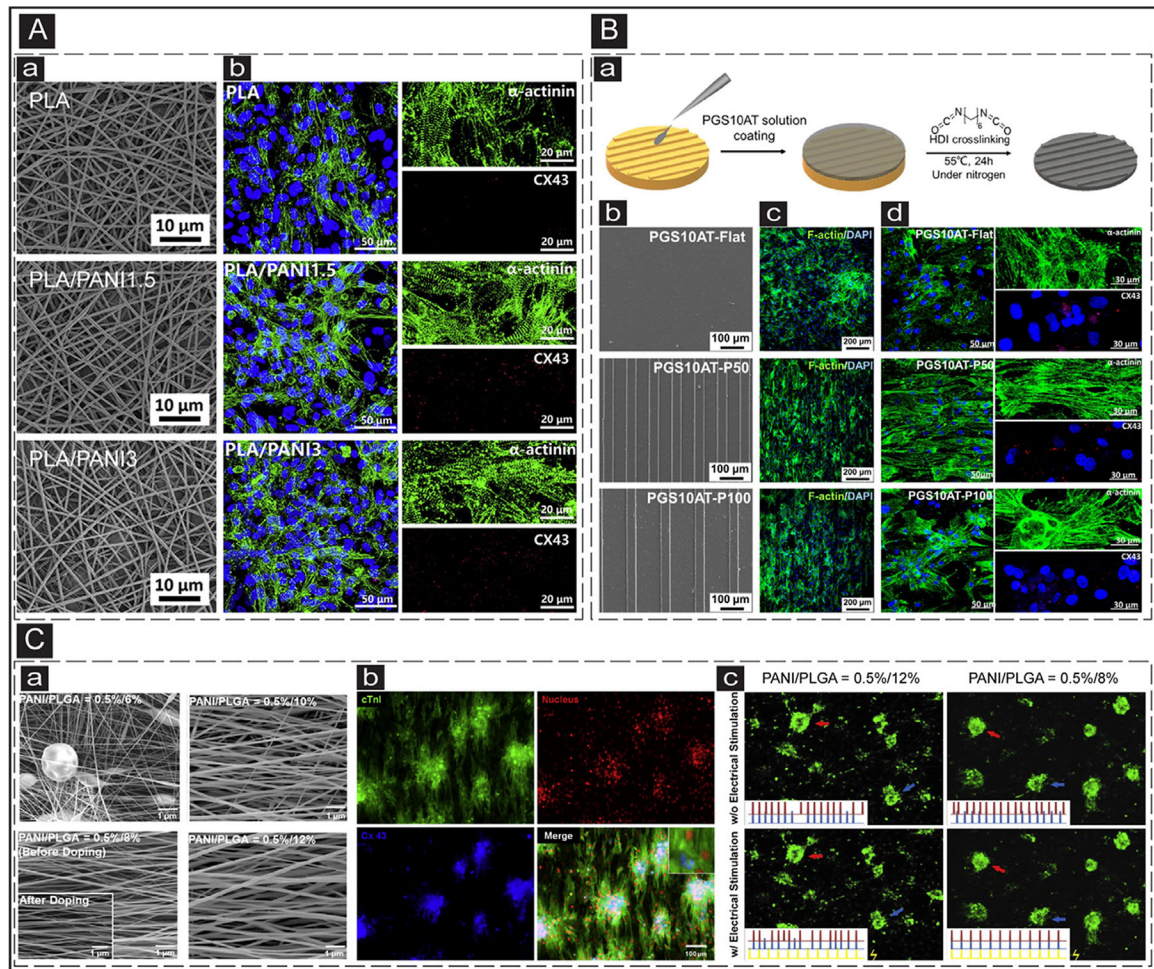 A
a
PLA
10 μm
PLA/PANI1.5
10 μm
PLA/PANI3
10 μm
b
PLA
50 μm
α-actinin
20 μm
CX43
20 μm
PLA/PANI1.5
50 μm
α-actinin
20 μm
CX43
20 μm
PLA/PANI3
50 μm
α-actinin
20 μm
CX43
20 μm
B
a
PGS10AT solution
coating
O=C=N
6
N=C=O
HDI crosslinking
55℃, 24h
Under nitrogen
b
PGS10AT-Flat
100 μm
PGS10AT-P50
100 μm
PGS10AT-P100
100 μm
c
F-actin/DAPI
200 μm
F-actin/DAPI
200 μm
F-actin/DAPI
200 μm
d
PGS10AT-Flat
50 μm
α-actinin
30 μm
CX43
30 μm
PGS10AT-P50
50μm
α-actinin
30 μm
CX43
30 μm
PGS10AT-P100
50 μm
α-actinin
30 μm
CX43
30 μm
C
a
PANI/PLGA = 0.5%/6%
1 μm
PANI/PLGA = 0.5%/10%
1 μm
PANI/PLGA = 0.5%/8%
(Before Doping)
After Doping
1 μm
1 μm
PANI/PLGA = 0.5%/12%
1 μm
b
cTnI
Nucleus
Cx 43
Merge
100 μm
c
PANI/PLGA = 0.5%/12%
PANI/PLGA = 0.5%/8%
w/o Electrical Stimulation
w/ Electrical Stimulation